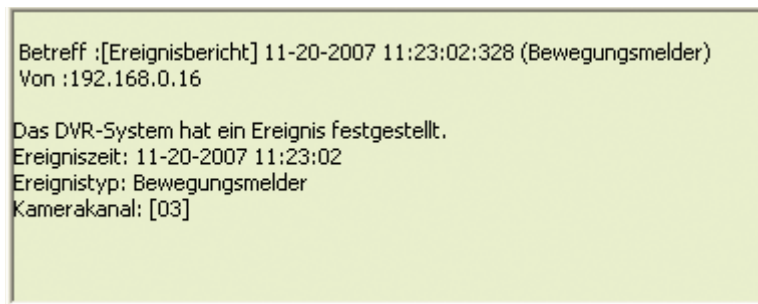 Betreff :[Ereignisbericht] 11-20-2007 11:23:02:328 (Bewegungsmelder)
Von :192.168.0.16
Das DVR-System hat ein Ereignis festgestellt.
Ereigniszeit: 11-20-2007 11:23:02
Ereignistyp: Bewegungsmelder
Kamerakanal: [03]